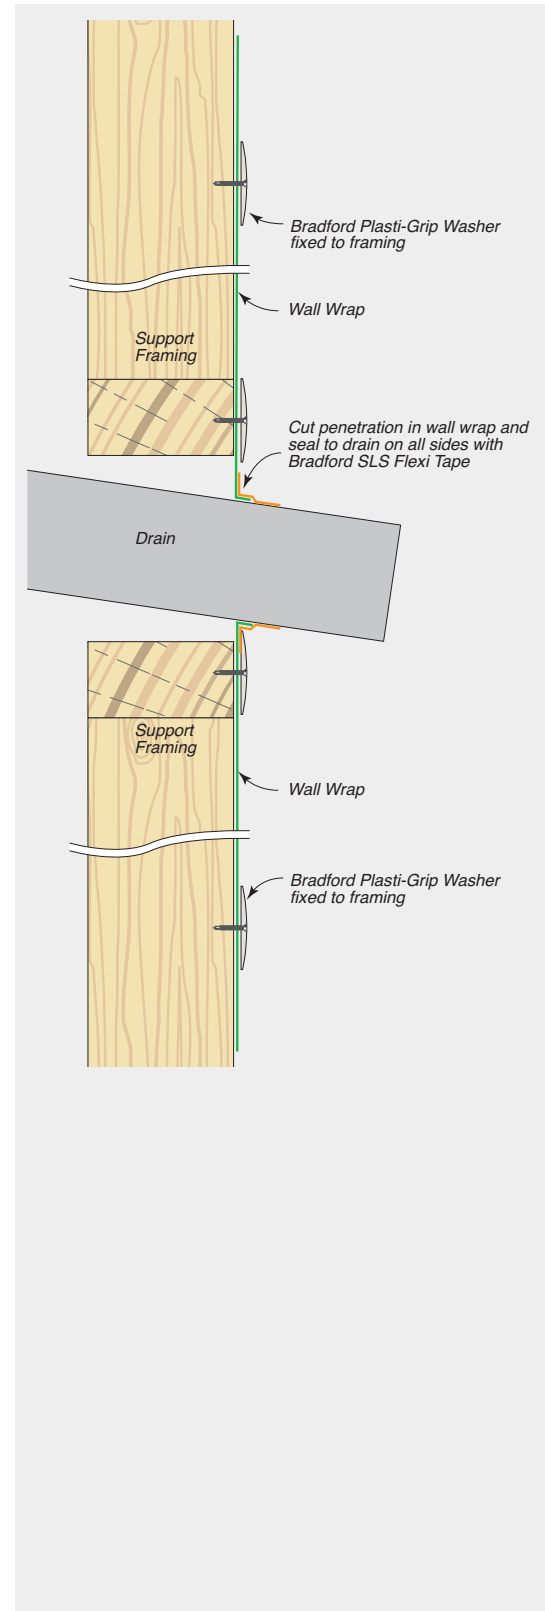 Bradford Plasti-Grip Washer
fixed to framing
Wall Wrap
Support
Framing
Cut penetration in wall wrap and
seal to drain on all sides with
Bradford SLS Flexi Tape
Drain
Support
Framing
Wall Wrap
Bradford Plasti-Grip Washer
fixed to framing